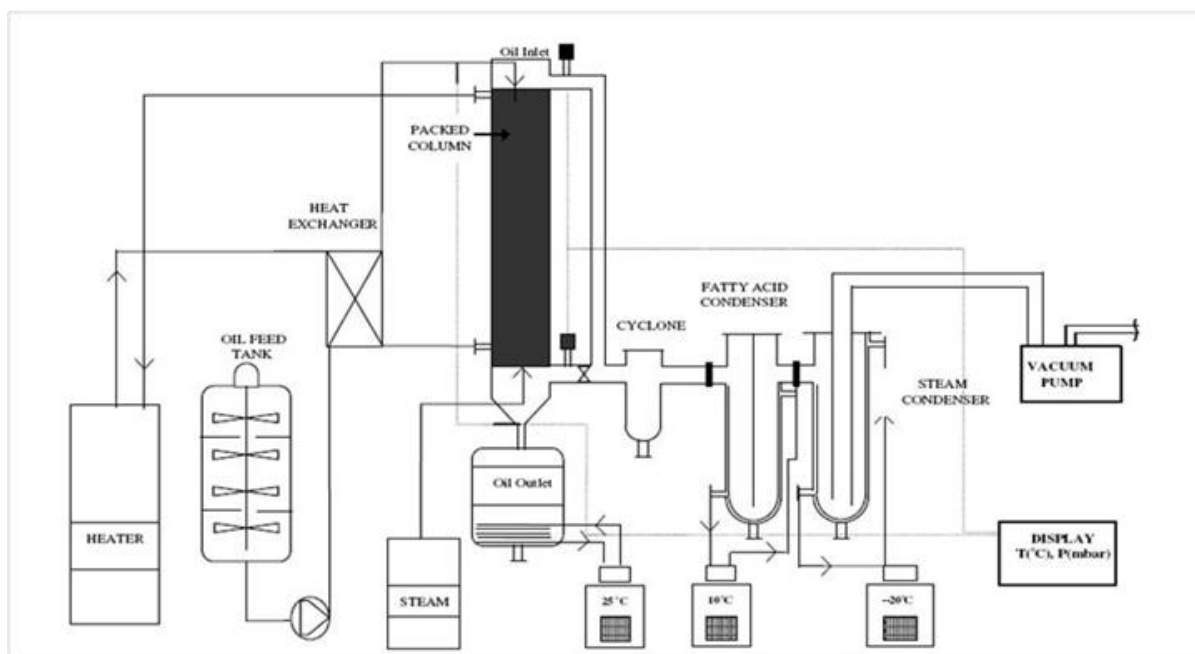 Oil Inlet
PACKED
COLUMN
HEAT
EXCHANGER
FATTY ACID
CONDENSER
CYCLONE
OIL FEED
TANK
VACUUM
PUMP
STEAM
CONDENSER
Oil Outlet
HEATER
DISPLAY
T(°C), P(mbar)
STEAM
25°C
10°C
--20°C